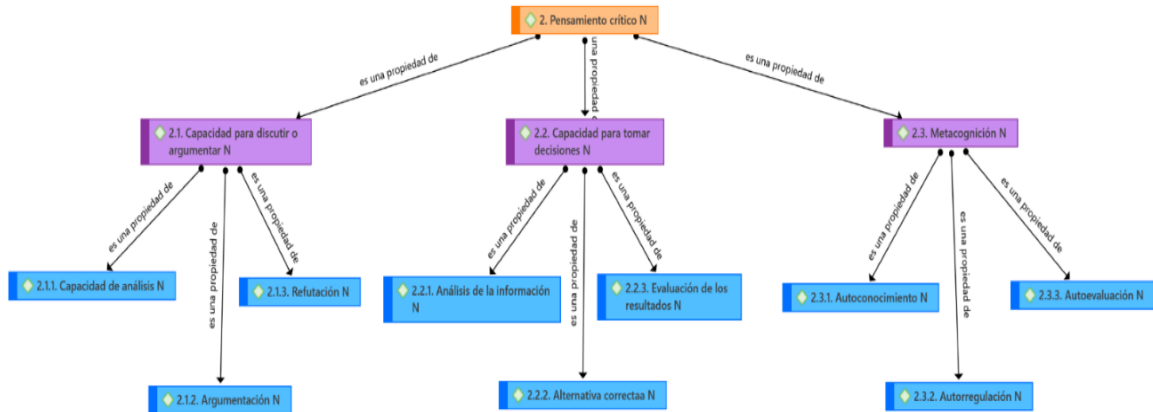 2. Pensamiento crítico N
es una propiedad de
una propiedad de
es una propiedad de
2.1. Capacidad para discutir o
argumentar N
2.2. Capacidad para tomar
decisiones N
2.3. Metacognición N
es una propiedad de
es una propiedad de
es una propiedad de
es una propiedad de
es una propiedad de
es una propiedad de
es una propiedad de
es una propiedad de
es una propiedad de
2.1.1. Capacidad de análisis N
2.1.3. Refutación N
2.2.1. Análisis de la información
N
2.2.3. Evaluación de los
resultados N
2.3.1. Autoconocimiento N
2.3.3. Autoevaluación N
2.1.2. Argumentación N
2.2.2. Alternativa correctaa N
2.3.2. Autorregulación N